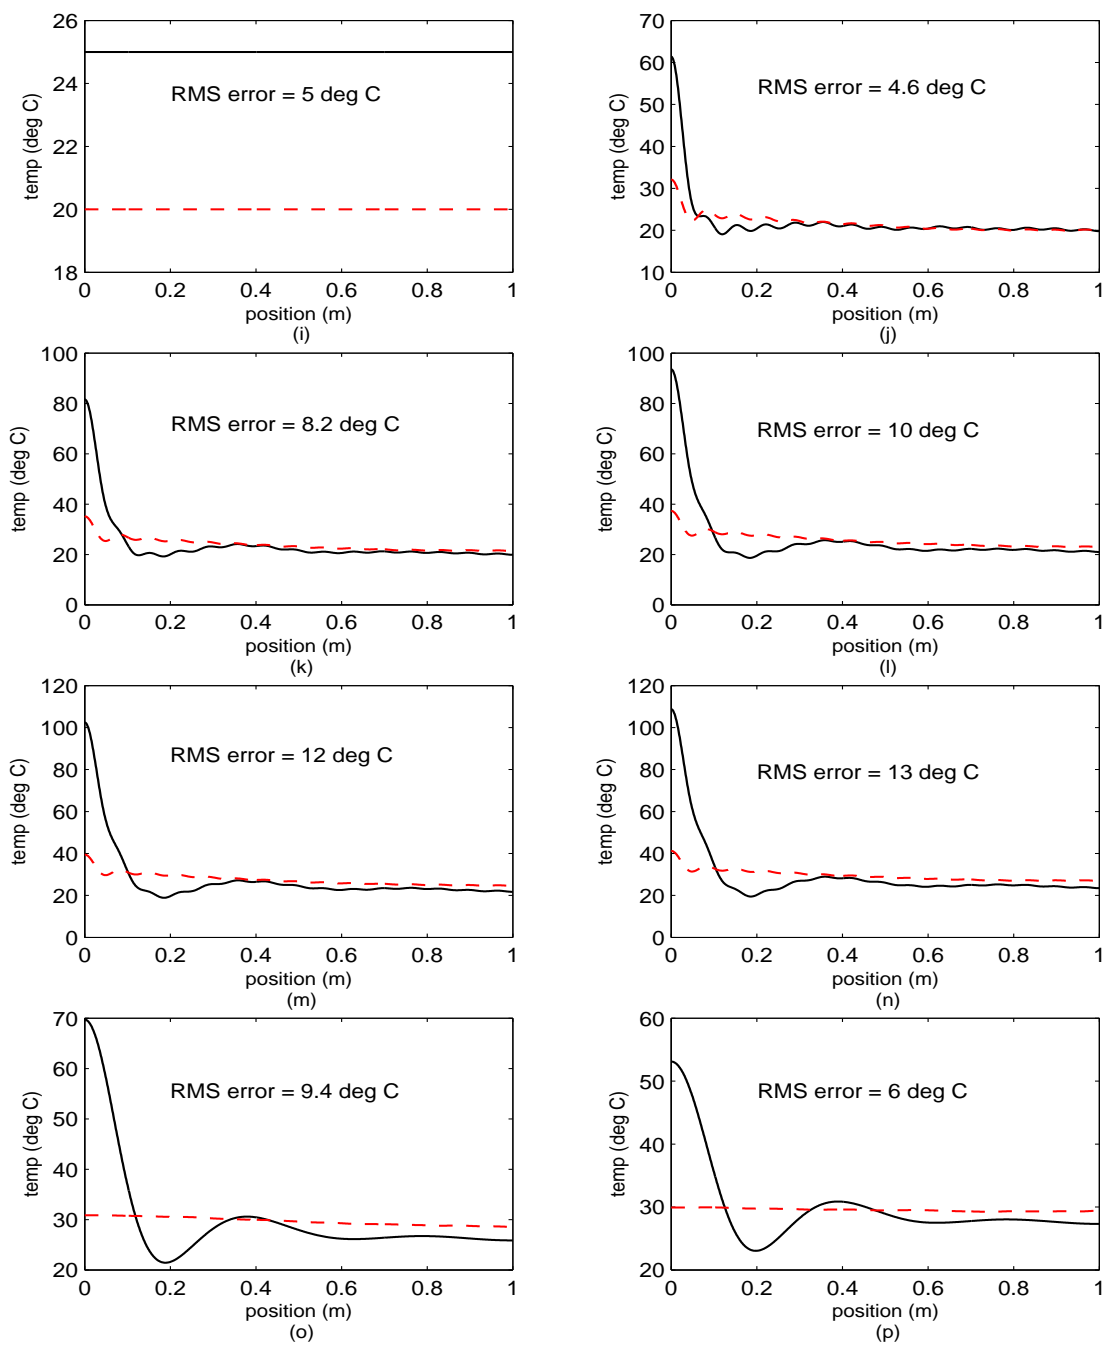 26
24
22
20
18
temp (deg C)
RMS error = 5 deg C
0 0.2 0.4 0.6 0.8 1
position (m)
(i)
70
60
50
40
30
20
10
temp (deg C)
RMS error = 4.6 deg C
0 0.2 0.4 0.6 0.8 1
position (m)
(j)
100
80
60
40
20
0
temp (deg C)
RMS error = 8.2 deg C
0 0.2 0.4 0.6 0.8 1
position (m)
(k)
100
80
60
40
20
0
temp (deg C)
RMS error = 10 deg C
0 0.2 0.4 0.6 0.8 1
position (m)
(l)
120
100
80
60
40
20
0
temp (deg C)
RMS error = 12 deg C
0 0.2 0.4 0.6 0.8 1
position (m)
(m)
120
100
80
60
40
20
0
temp (deg C)
RMS error = 13 deg C
0 0.2 0.4 0.6 0.8 1
position (m)
(n)
70
60
50
40
30
20
temp (deg C)
RMS error = 9.4 deg C
0 0.2 0.4 0.6 0.8 1
position (m)
(o)
60
50
40
30
20
temp (deg C)
RMS error = 6 deg C
0 0.2 0.4 0.6 0.8 1
position (m)
(p)